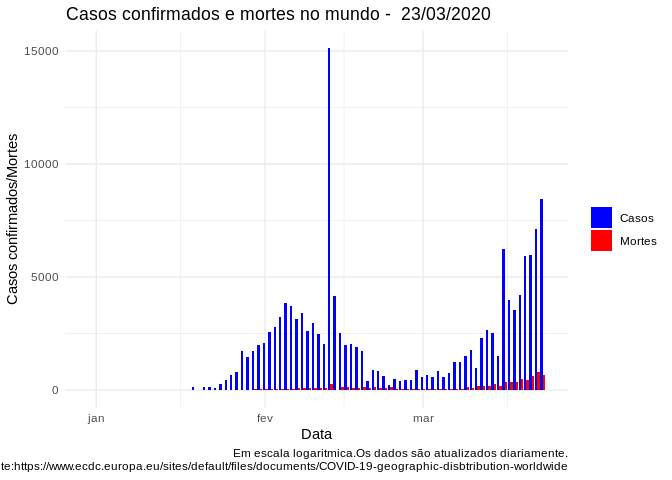 Casos confirmados e mortes no mundo -  23/03/2020
Casos confirmados/Mortes
15000
10000
5000
0
jan
fev
mar
Data
Casos
Mortes
Em escala logaritmica.Os dados são atualizados diariamente.
te:https://www.ecdc.europa.eu/sites/default/files/documents/COVID-19-geographic-disbtribution-worldwide